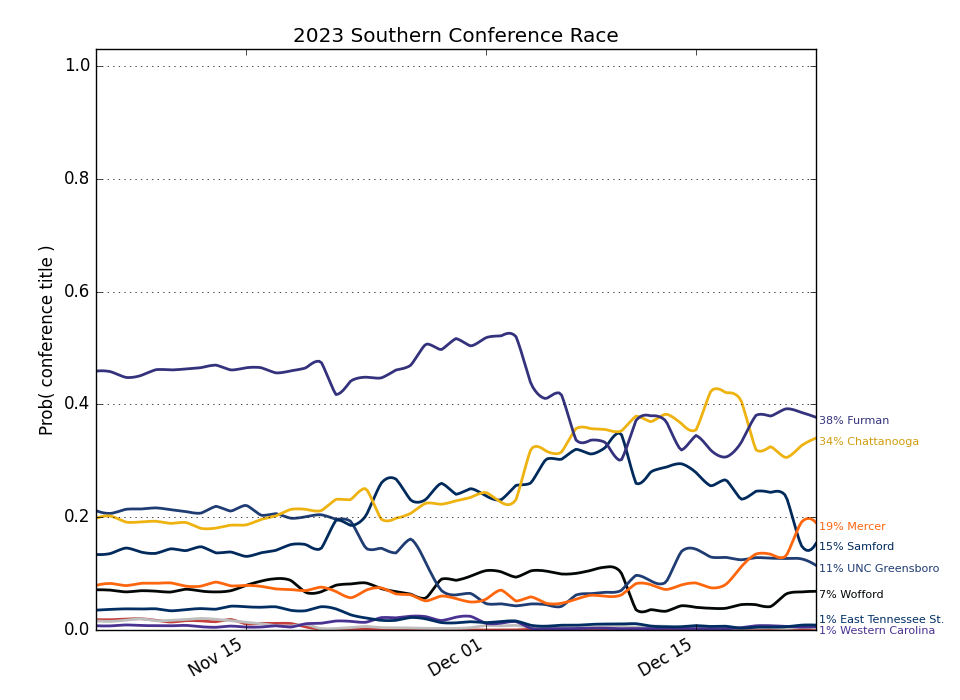 2023 Southern Conference Race
Prob( conference title )
1.0
0.8
0.6
0.4
0.2
0.0
Nov 15
Dec 01
Dec 15
38% Furman
34% Chattanooga
19% Mercer
15% Samford
11% UNC Greensboro
7% Wofford
1% East Tennessee St.
1% Western Carolina